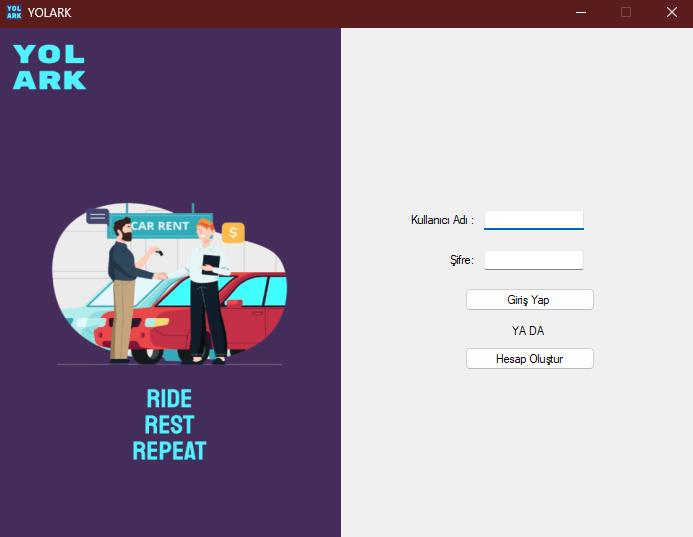 YOL ARK
YOLARK
YOL
ARK
CAR RENT
$
RIDE
REST
REPEAT
Kullanıcı Adı :
Şifre:
Giriş Yap
YA DA
Hesap Oluştur